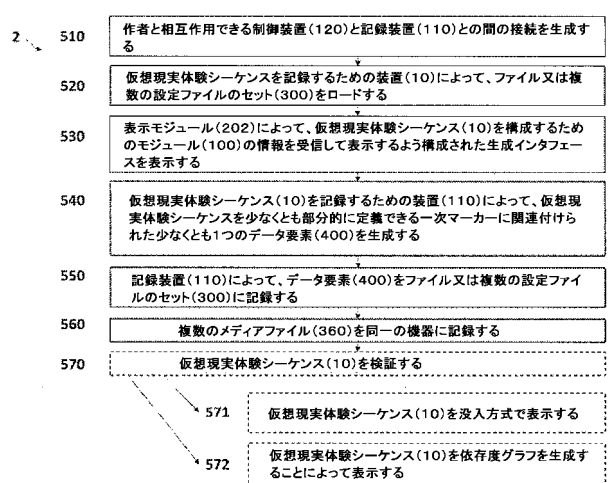 2
510
作者と相互作用できる制御装置(120)と記録装置(110)との間の接続を生成す
る
520
仮想現実体験シーケンスを記録するための装置(10)によって、ファイル又は複
数の設定ファイルのセット(300)をロードする
530
表示モジュール(202)によって、仮想現実体験シーケンス(10)を構成するため
のモジュール(100)の情報を受信して表示するよう構成された生成インタフェー
スを表示する
540
仮想現実体験シーケンス(10)を記録するための装置(110)によって、仮想現
実体験シーケンスを少なくとも部分的に定義できる一次マーカーに関連付けら
れた少なくとも1つのデータ要素(400)を生成する
550
記録装置(110)によって、データ要素(400)をファイル又は複数の設定ファイ
ルのセット(300)に記録する
560
複数のメディアファイル(360)を同一の機器に記録する
570
仮想現実体験シーケンス(10)を検証する
571
仮想現実体験シーケンス(10)を没入方式で表示する
572
仮想現実体験シーケンス(10)を依存度グラフを生成す
ることによって表示する